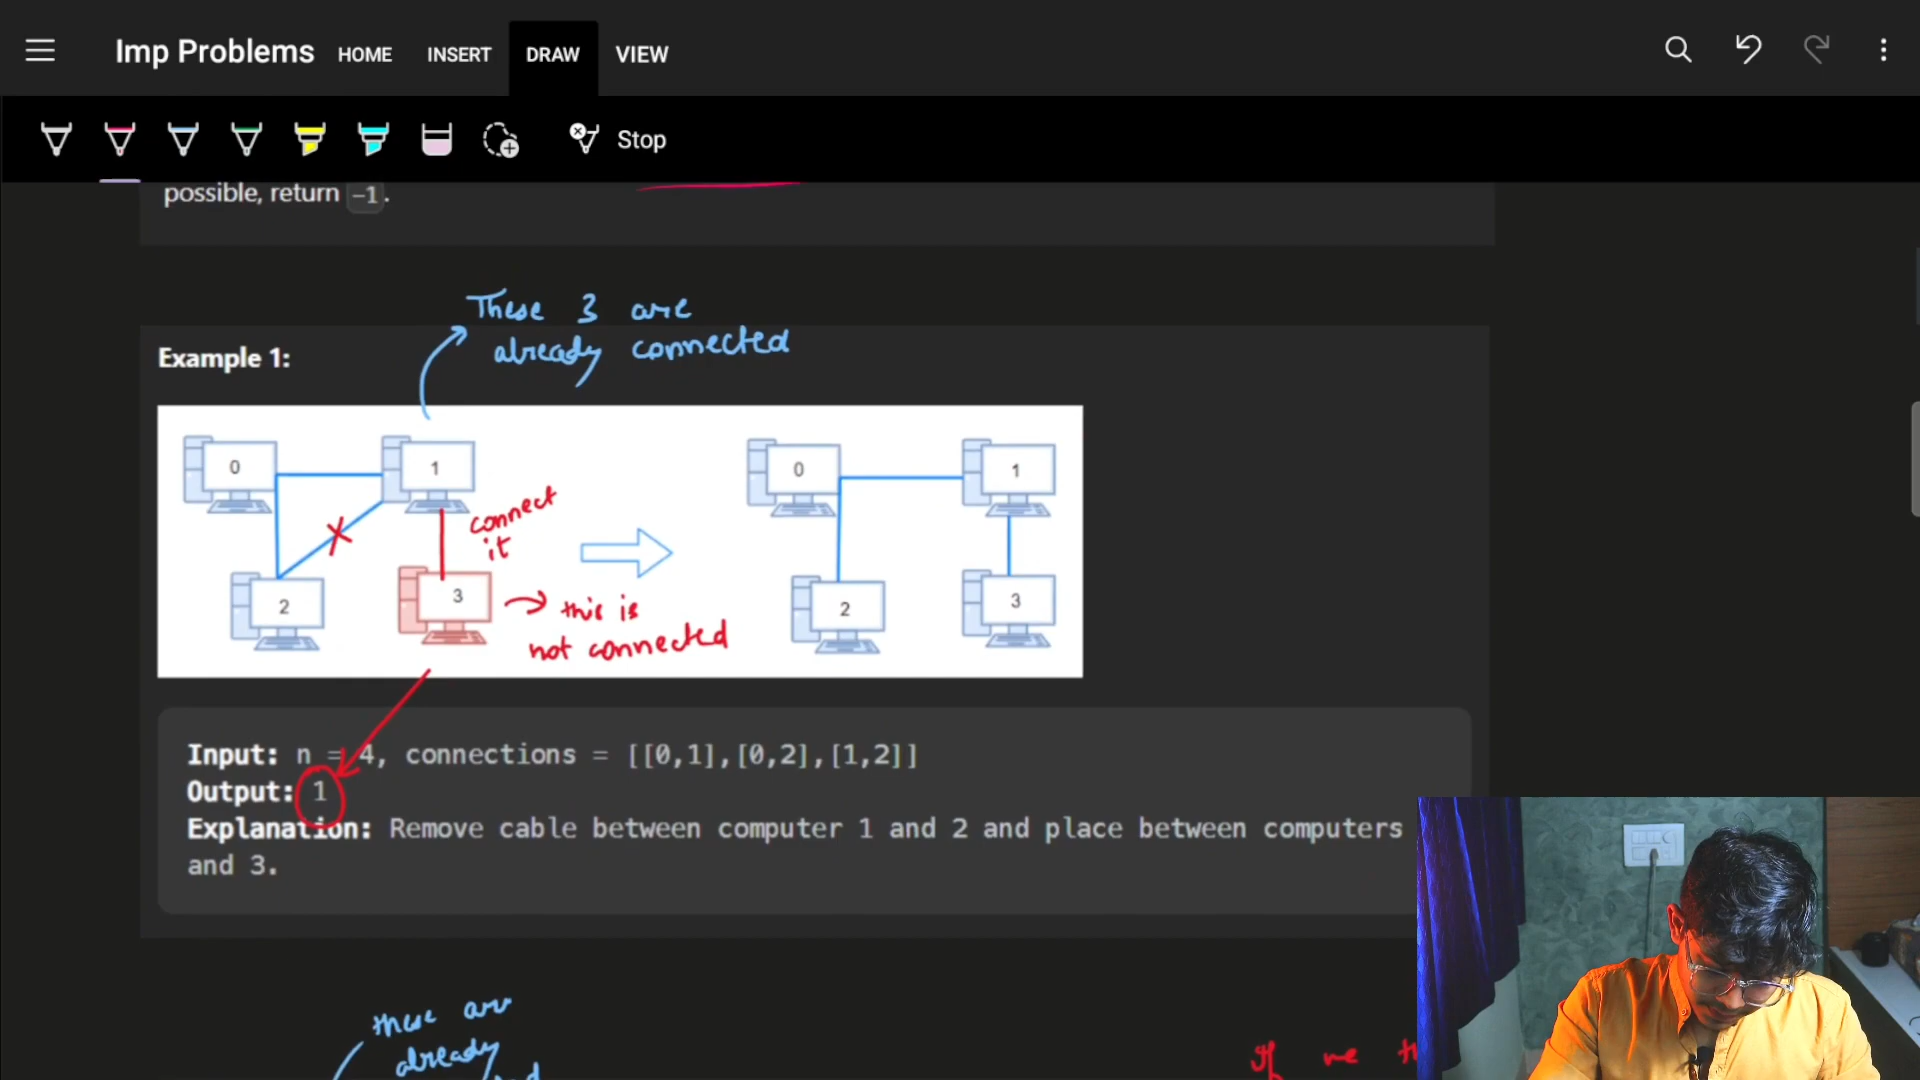 Imp Problems HOME INSERT DRAW VIEW
Stop
possible, return -1.
These 3 are
already connected
Example 1:
0 1 0 1
connect
it
2 3 2 3
this is
not connected
Input: n = 4, connections = [[0,1],[0,2],[1,2]]
Output: 1
Explanation: Remove cable between computer 1 and 2 and place between computers
and 3.
these are
already
If we